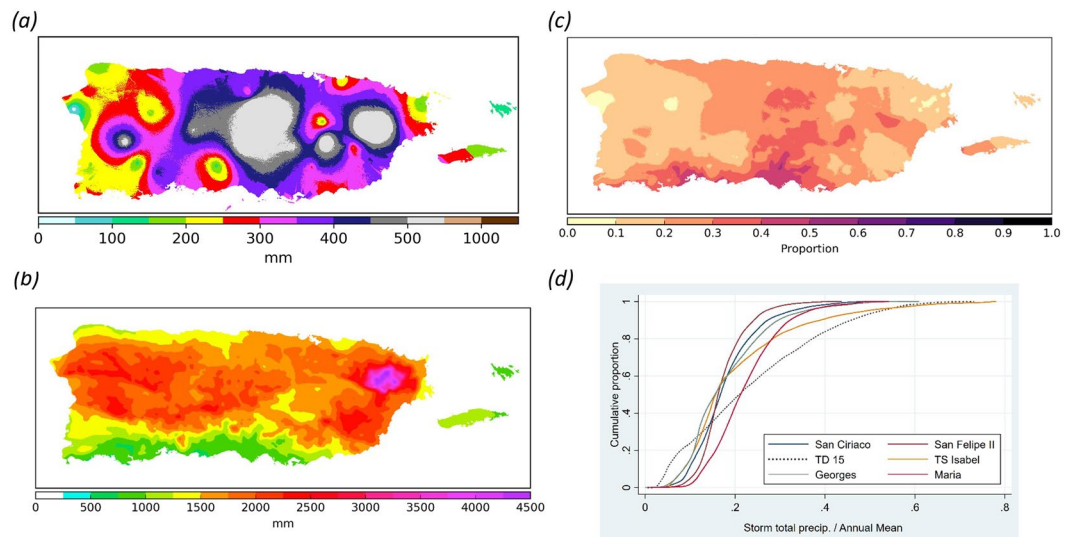 (a)
0 100 200 300 400 500 1000
mm
(b)
0 500 1000 1500 2000 2500 3000 3500 4000 4500
mm
(c)
0.0 0.1 0.2 0.3 0.4 0.5 0.6 0.7 0.8 0.9 1.0
Proportion
(d)
Cumulative proportion
1
.8
.6
.4
.2
0
San Ciriaco San Felipe II
TD 15 TS Isabel
Georges Maria
0 .2 .4 .6 .8
Storm total precip. / Annual Mean